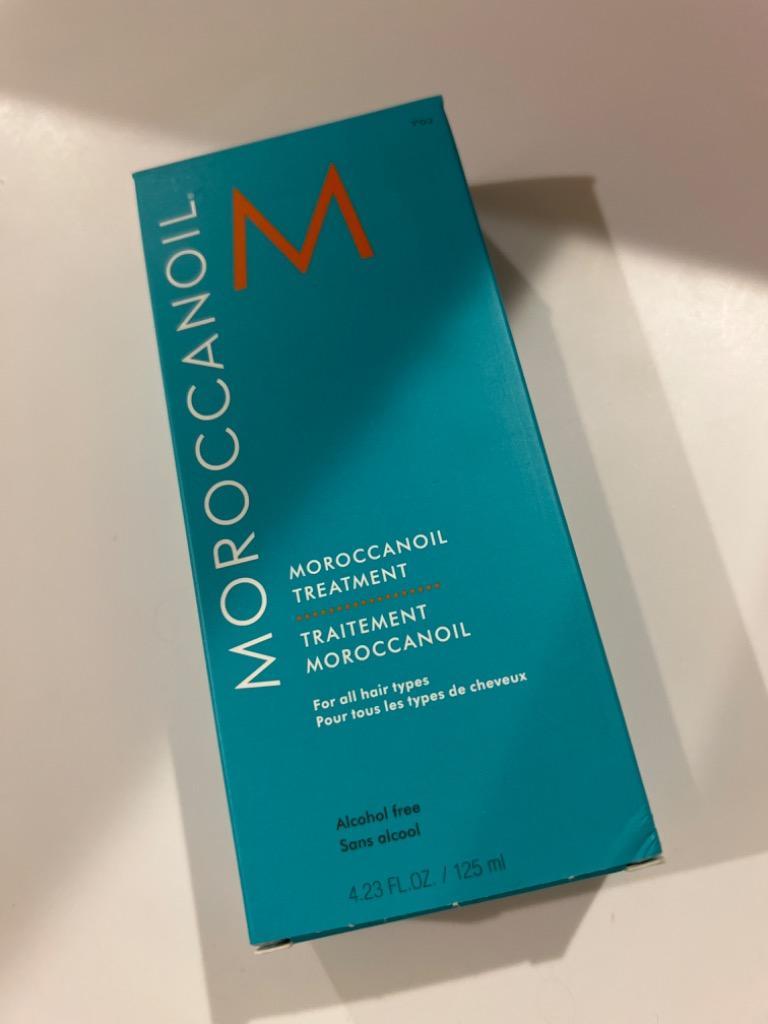 M
MOROCCANOIL.
MOROCCANOIL
TREATMENT
TRAITEMENT
MOROCCANOIL
For all hair types
Pour tous les types de cheveux
Alcohol free
Sans alcool
4.23 FL.OZ. / 125 ml